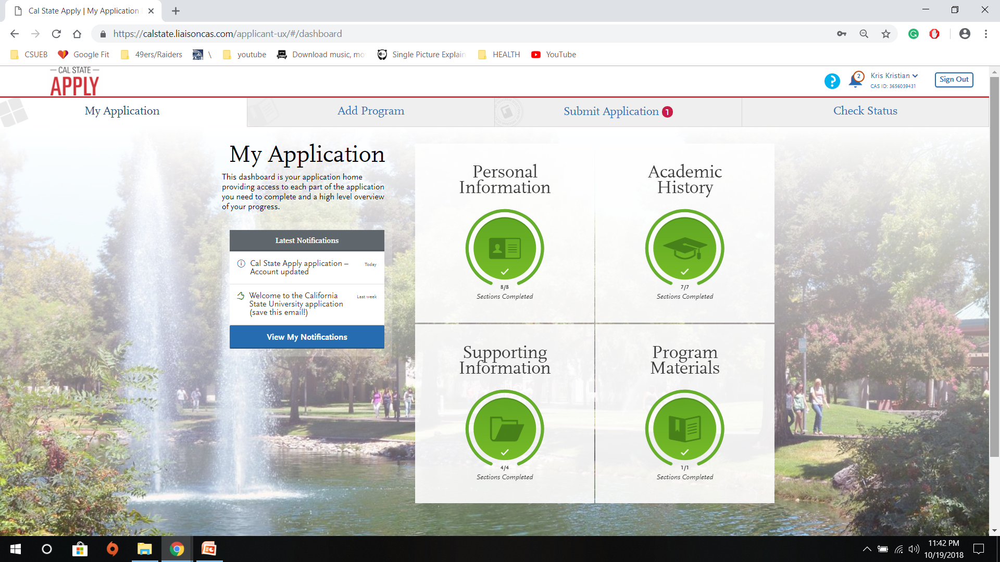 Cal State Apply | My Application
https://calstate.liaisoncas.com/applicant-ux/#/dashboard
CSUEB
Google Fit
49ers/Raiders
\
youtube
Download music, mo
Single Picture Explain
HEALTH
YouTube
CAL STATE
APPLY
2
Kris Kristian
CAS ID: 3656039431
Sign Out
My Application
Add Program
Submit Application 1
Check Status
My Application
This dashboard is your application home
providing access to each part of the application
you need to complete and a high level overview
of your progress.
Latest Notifications
Cal State Apply application –
Account updated
Today
Welcome to the California
State University application
(save this email!)
Last week
View My Notifications
Personal
Information
8/8
Sections Completed
Academic
History
7/7
Sections Completed
Supporting
Information
4/4
Sections Completed
Program
Materials
1/1
Sections Completed
11:42 PM
10/19/2018